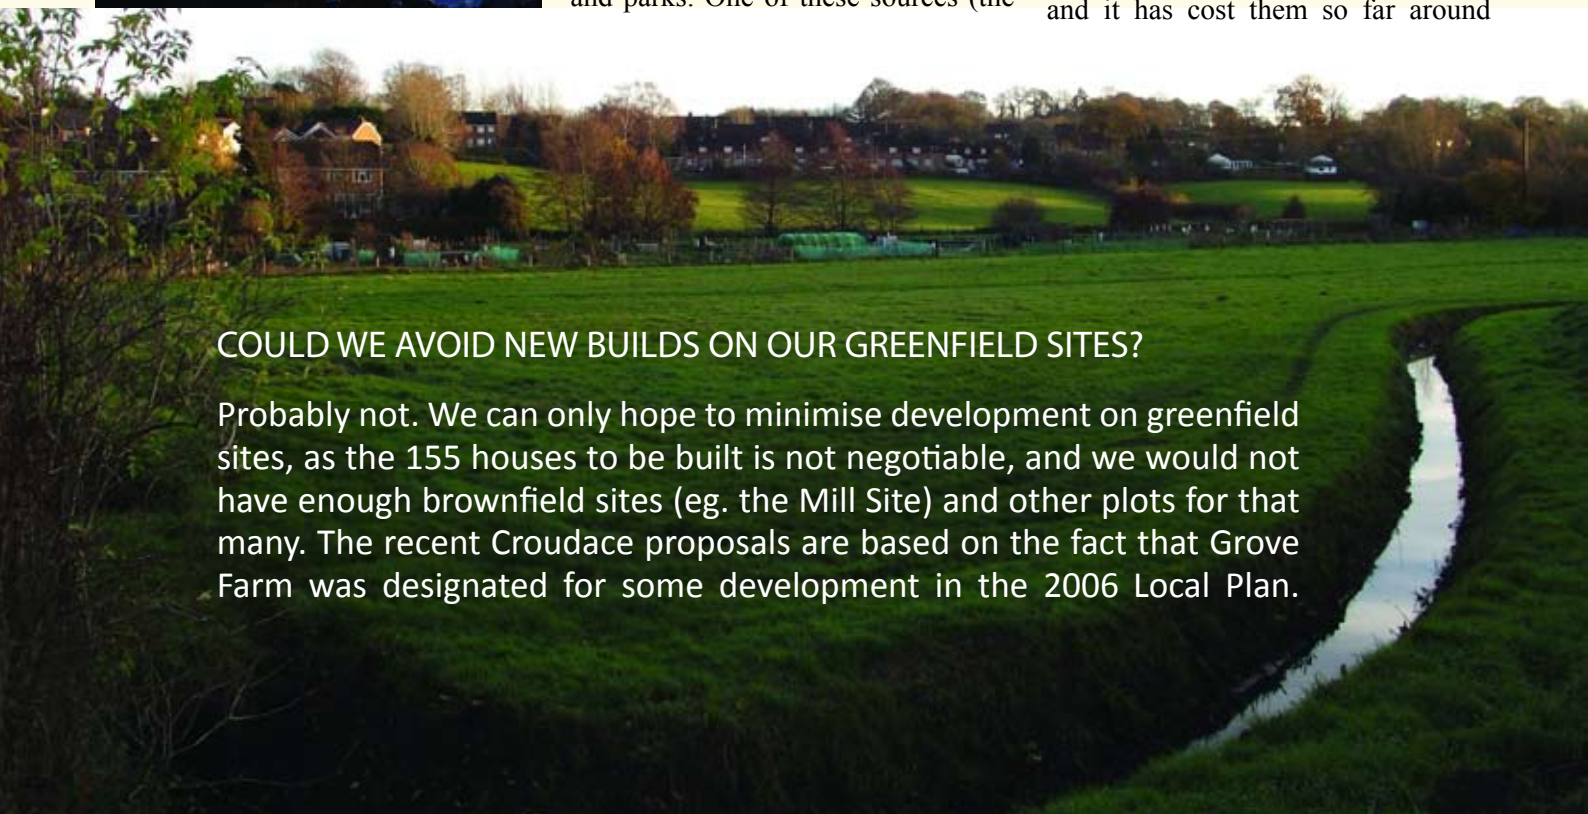 and parks. One of these sources (the
and it has cost them so far around
COULD WE AVOID NEW BUILDS ON OUR GREENFIELD SITES?
Probably not. We can only hope to minimise development on greenfield
sites, as the 155 houses to be built is not negotiable, and we would not
have enough brownfield sites (eg. the Mill Site) and other plots for that
many. The recent Croudace proposals are based on the fact that Grove
Farm was designated for some development in the 2006 Local Plan.